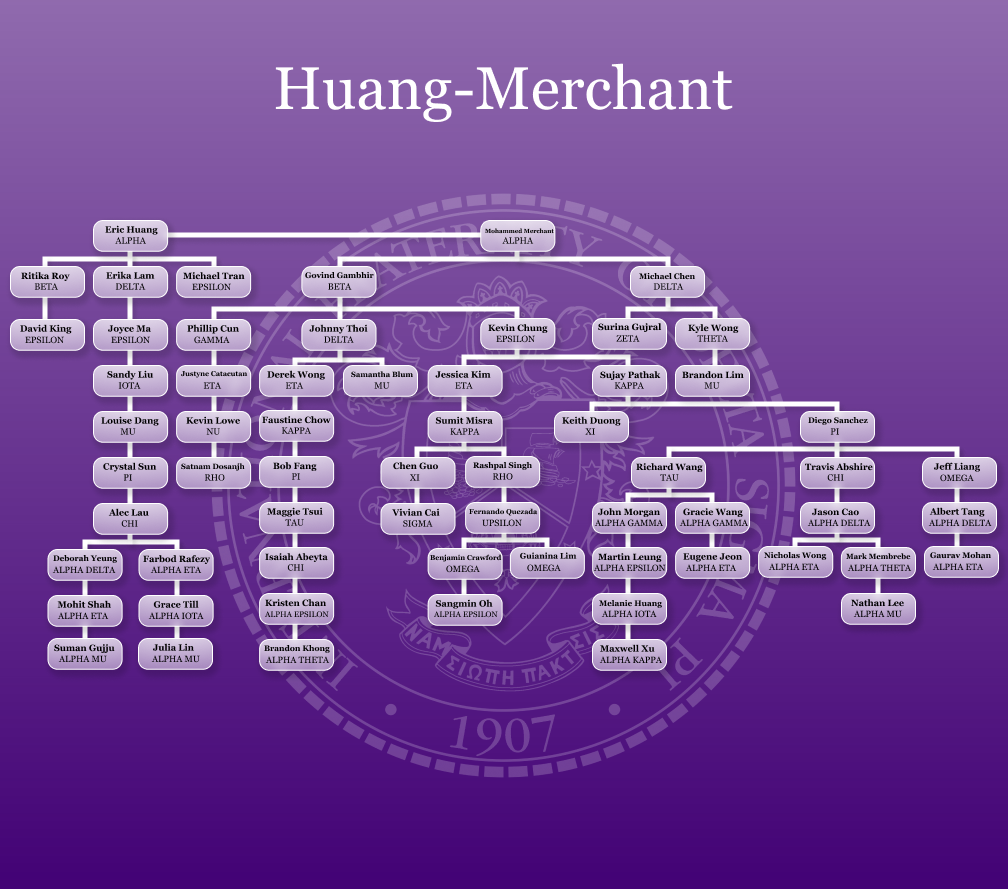 Huang-Merchant
Eric Huang
ALPHA
Mohammed Merchant
ALPHA
Ritika Roy
BETA
Erika Lam
DELTA
Michael Tran
EPSILON
Govind Gambhir
BETA
Michael Chen
DELTA
David King
EPSILON
Joyce Ma
EPSILON
Phillip Cun
GAMMA
Johnny Thoi
DELTA
Kevin Chung
EPSILON
Surina Gujral
ZETA
Kyle Wong
THETA
Sandy Liu
IOTA
Justyne Catacutan
ETA
Derek Wong
ETA
Samantha Blum
MU
Jessica Kim
ETA
Sujay Pathak
KAPPA
Brandon Lim
MU
Louise Dang
MU
Kevin Lowe
NU
Faustine Chow
KAPPA
Sumit Misra
KAPPA
Keith Duong
XI
Diego Sanchez
PI
Crystal Sun
PI
Satnam Dosanjh
RHO
Bob Fang
PI
Chen Guo
XI
Rashpal Singh
RHO
Richard Wang
TAU
Travis Abshire
CHI
Jeff Liang
OMEGA
Alec Lau
CHI
Maggie Tsui
TAU
Vivian Cai
SIGMA
Fernando Quezada
UPSILON
John Morgan
ALPHA GAMMA
Gracie Wang
ALPHA GAMMA
Jason Cao
ALPHA DELTA
Albert Tang
ALPHA DELTA
Deborah Yeung
ALPHA DELTA
Farbod Rafezy
ALPHA ETA
Isaiah Abeyta
CHI
Benjamin Crawford
OMEGA
Guianina Lim
OMEGA
Martin Leung
ALPHA EPSILON
Eugene Jeon
ALPHA ETA
Nicholas Wong
ALPHA ETA
Mark Membrebe
ALPHA THETA
Gaurav Mohan
ALPHA ETA
Mohit Shah
ALPHA ETA
Grace Till
ALPHA IOTA
Kristen Chan
ALPHA EPSILON
Sangmin Oh
ALPHA EPSILON
Melanie Huang
ALPHA IOTA
Nathan Lee
ALPHA MU
Suman Gujju
ALPHA MU
Julia Lin
ALPHA MU
Brandon Khong
ALPHA THETA
Maxwell Xu
ALPHA KAPPA
ΣΙΩΠΗ ΠΑΚΤΣΙΣ
1907